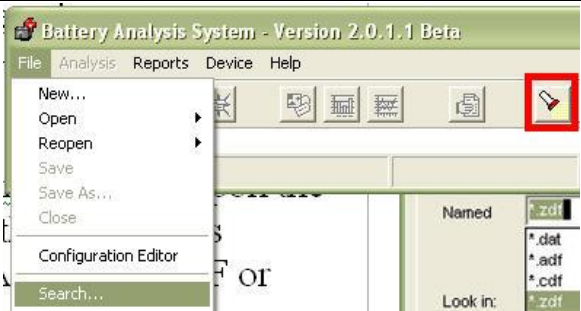 Battery Analysis System - Version 2.0.1.1 Beta
File Analysis Reports Device Help
New...
Open
Reopen
Save
Save As...
Close
Configuration Editor
Search...
F or
Named *.zdf
*.dat
*.adf
*.cdf
Look in: *.zdf